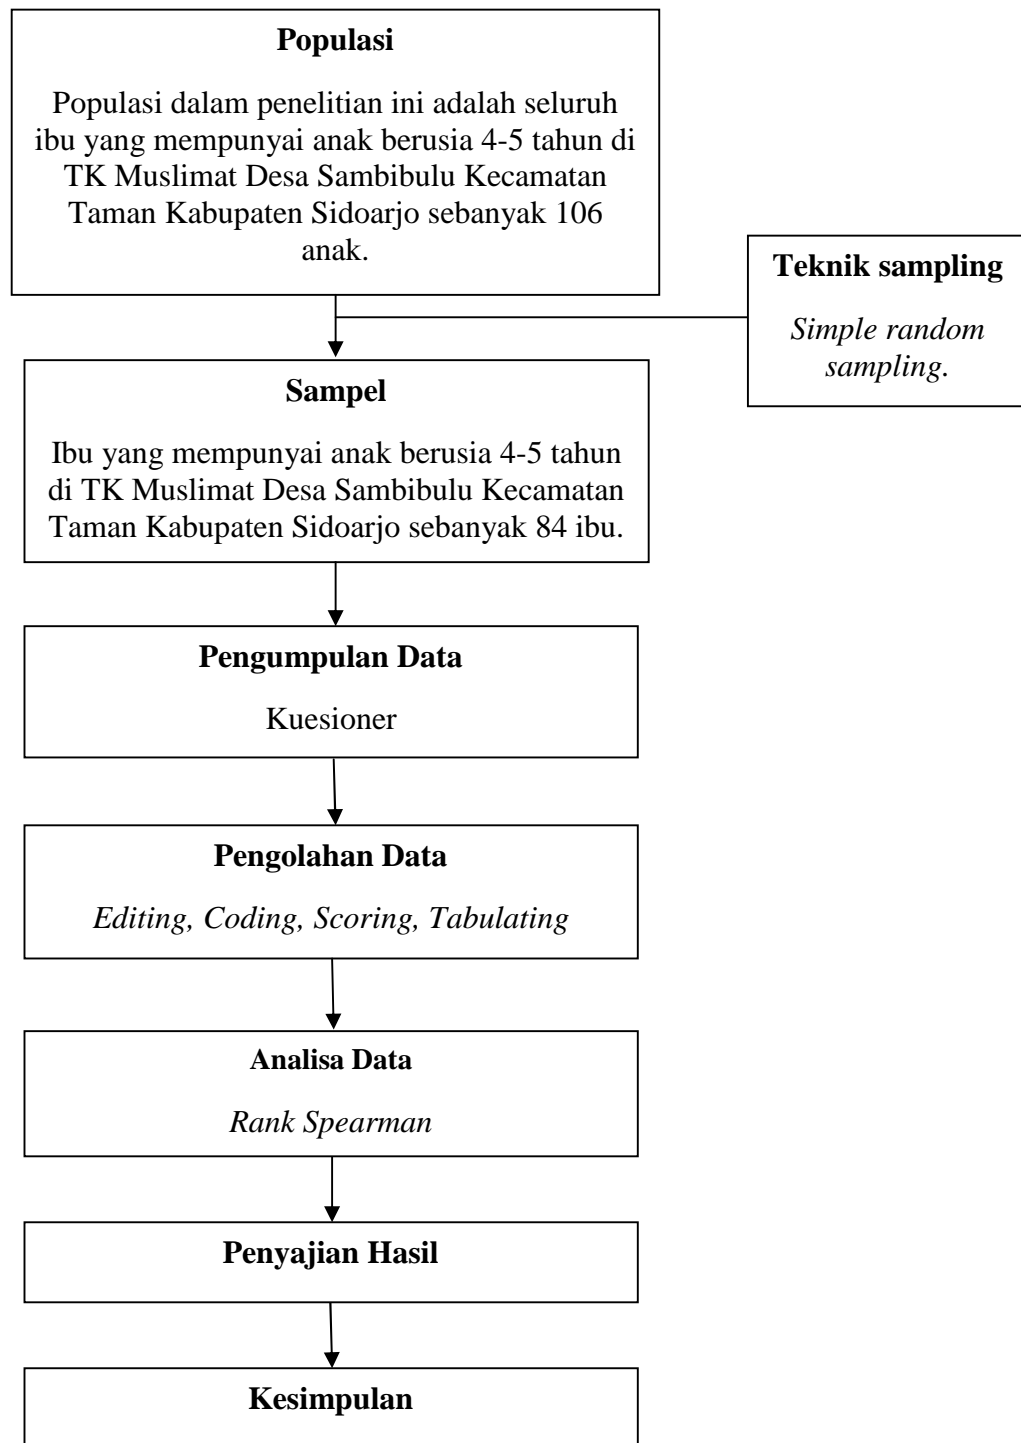 Populasi
Populasi dalam penelitian ini adalah seluruh
ibu yang mempunyai anak berusia 4-5 tahun di
TK Muslimat Desa Sambibulu Kecamatan
Taman Kabupaten Sidoarjo sebanyak 106
anak.
Teknik sampling
Simple random
sampling.
Sampel
Ibu yang mempunyai anak berusia 4-5 tahun
di TK Muslimat Desa Sambibulu Kecamatan
Taman Kabupaten Sidoarjo sebanyak 84 ibu.
Pengumpulan Data
Kuesioner
Pengolahan Data
Editing, Coding, Scoring, Tabulating
Analisa Data
Rank Spearman
Penyajian Hasil
Kesimpulan